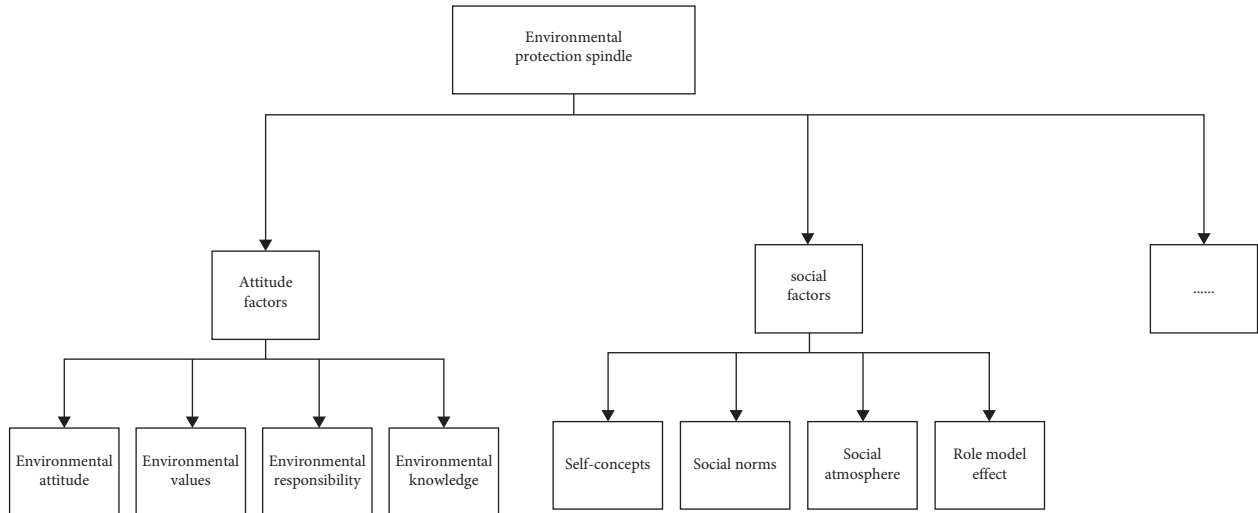 Environmental
protection spindle
Attitude
factors
social
factors
......
Environmental
attitude
Environmental
values
Environmental
responsibility
Environmental
knowledge
Self-concepts
Social norms
Social
atmosphere
Role model
effect